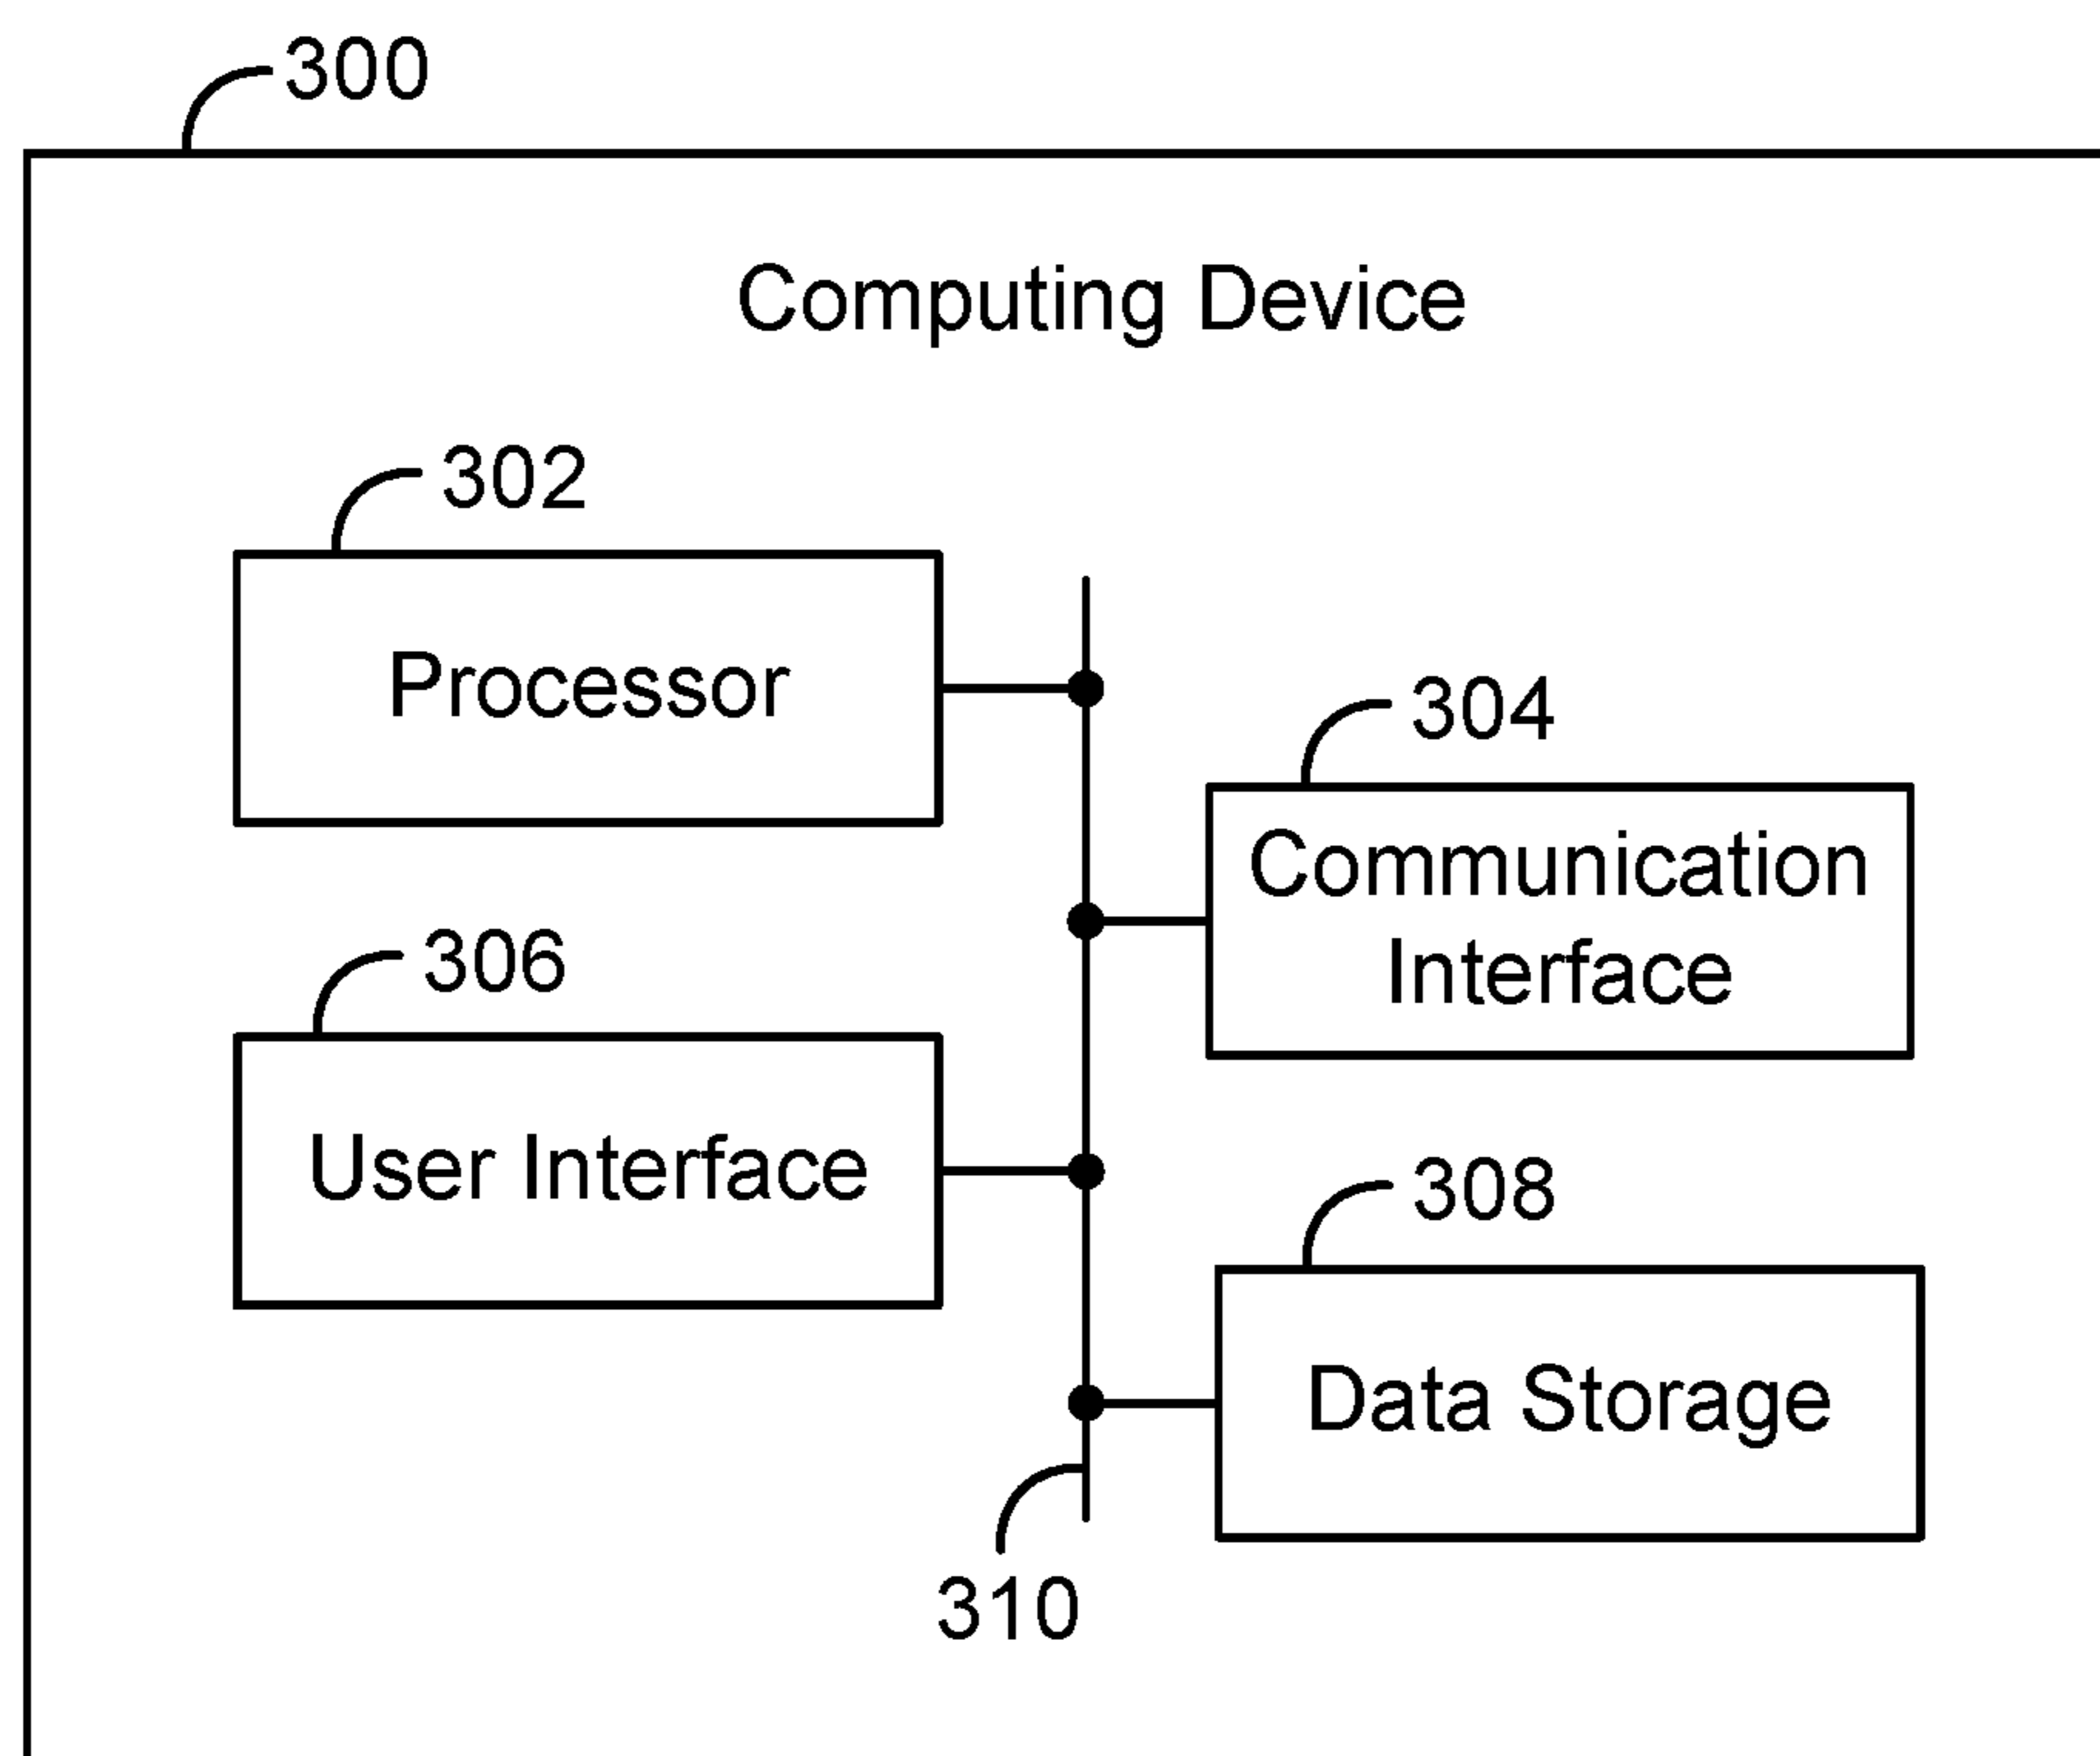 300
Computing Device
302
Processor
304
Communication
Interface
306
User Interface
308
Data Storage
310